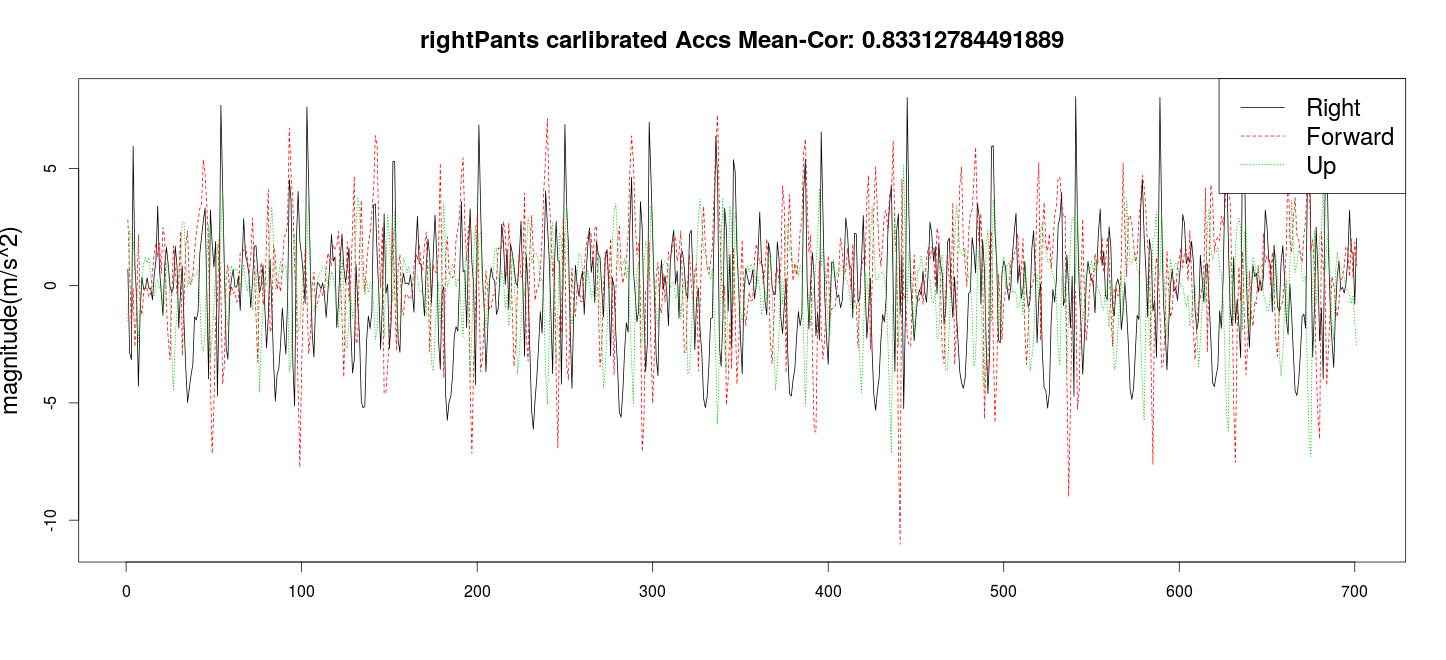 rightPants carlibrated Accs Mean-Cor: 0.83312784491889
magnitude(m/s^2)
5
0
-5
-10
Right
Forward
Up
0 100 200 300 400 500 600 700